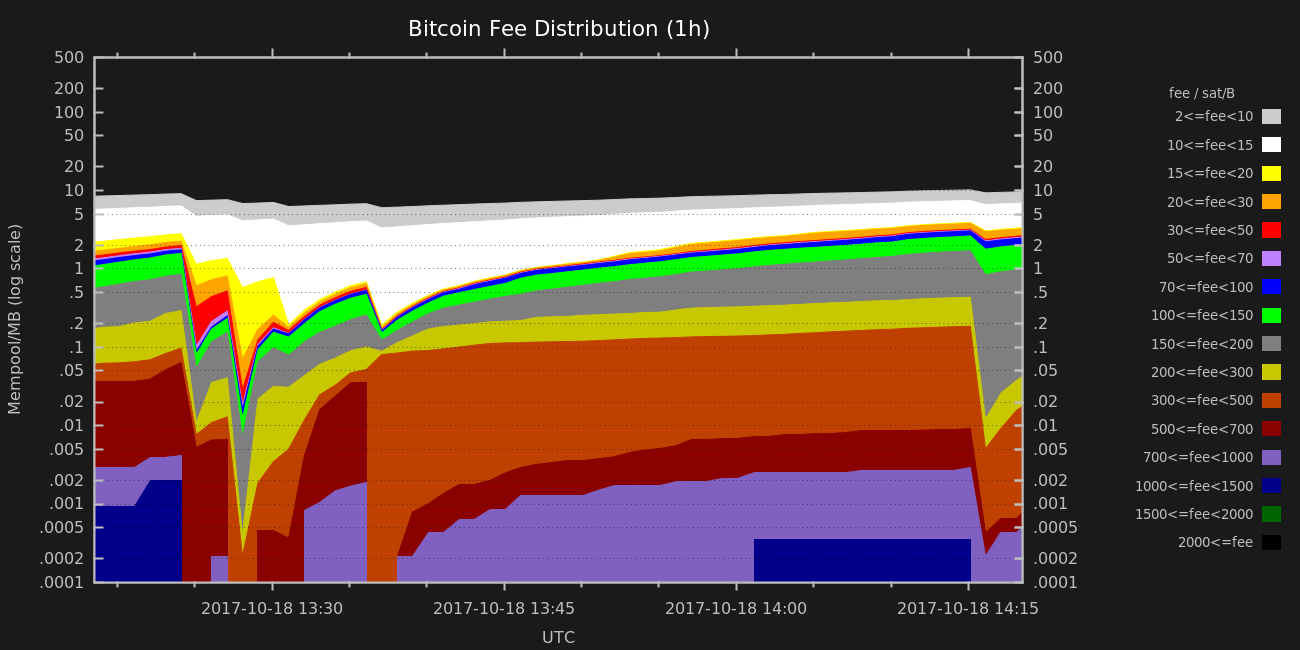 Bitcoin Fee Distribution (1h)
500 500
200 200
100 100
50 50
20 20
10 10
5 5
2 2
1 1
.5 .5
.2 .2
.1 .1
.05 .05
.02 .02
.01 .01
.005 .005
.002 .002
.001 .001
.0005 .0005
.0002 .0002
.0001 .0001
Mempool/MB (log scale)
2017-10-18 13:30 2017-10-18 13:45 2017-10-18 14:00 2017-10-18 14:15
UTC
fee / sat/B
2<=fee<10
10<=fee<15
15<=fee<20
20<=fee<30
30<=fee<50
50<=fee<70
70<=fee<100
100<=fee<150
150<=fee<200
200<=fee<300
300<=fee<500
500<=fee<700
700<=fee<1000
1000<=fee<1500
1500<=fee<2000
2000<=fee